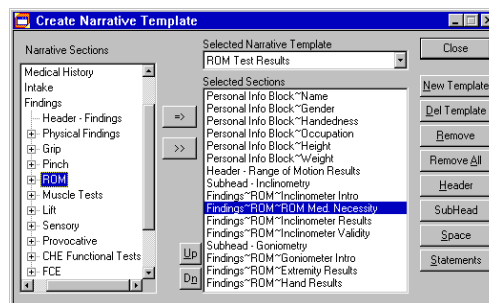 Create Narrative Template
Narrative Sections
Medical History
Intake
Findings
Header - Findings
Physical Findings
Grip
Pinch
ROM
Muscle Tests
Lift
Sensory
Provocative
CHE Functional Tests
FCE
=>
>>
Up
Dn
Selected Narrative Template
ROM Test Results
Selected Sections
Personal Info Block~Name
Personal Info Block~Gender
Personal Info Block~Handedness
Personal Info Block~Occupation
Personal Info Block~Height
Personal Info Block~Weight
Header - Range of Motion Results
Subhead - Inclinometry
Findings~ROM~Inclinometer Intro
Findings~ROM~ROM Med. Necessity
Findings~ROM~Inclinometer Results
Findings~ROM~Inclinometer Validity
Subhead - Goniometry
Findings~ROM~Goniometer Intro
Findings~ROM~Extremity Results
Findings~ROM~Hand Results
Close
New Template
Del Template
Remove
Remove All
Header
SubHead
Space
Statements